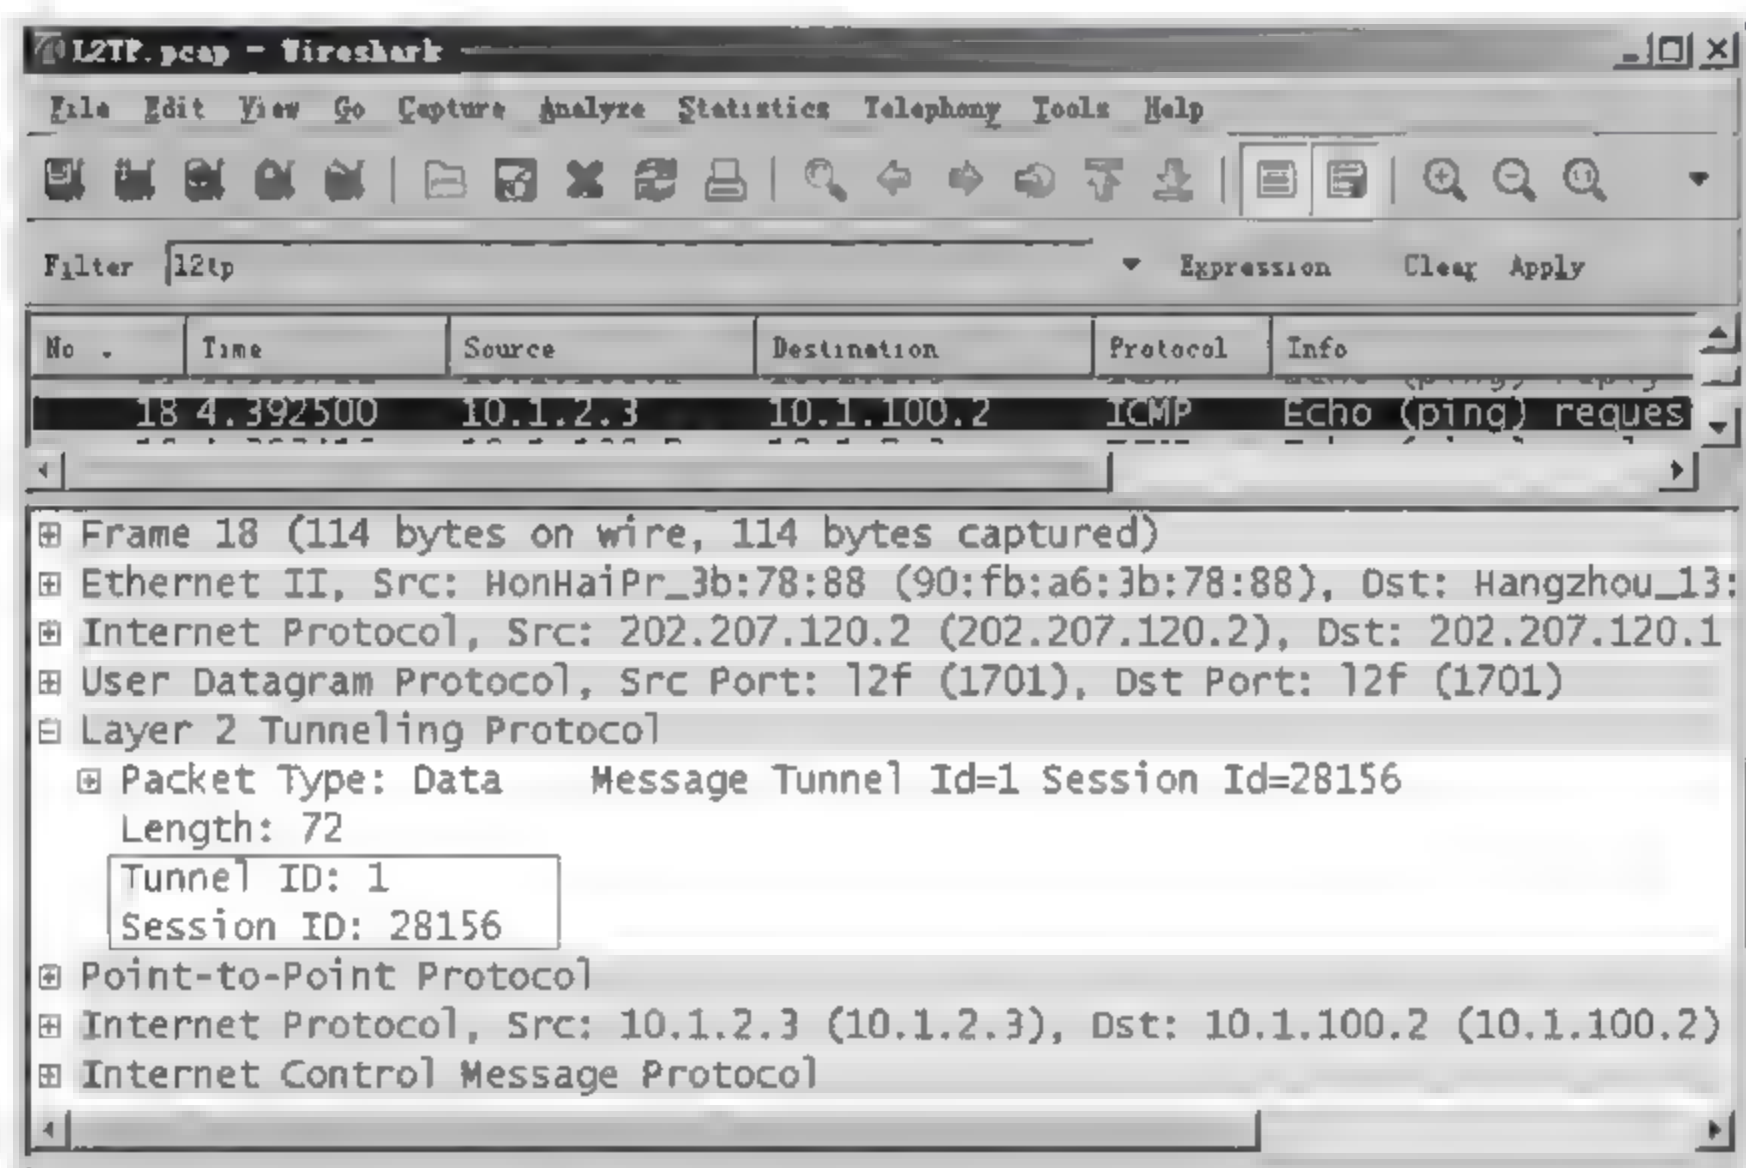 L2TP.pcap - Wireshark
File Edit View Go Capture Analyze Statistics Telephony Tools Help
Filter l2tp Expression Clear Apply
No . Time Source Destination Protocol Info
18 4.392500 10.1.2.3 10.1.100.2 ICMP Echo (ping) reques
Frame 18 (114 bytes on wire, 114 bytes captured)
Ethernet II, Src: HonHaiPr_3b:78:88 (90:fb:a6:3b:78:88), Dst: Hangzhou_13:
Internet Protocol, Src: 202.207.120.2 (202.207.120.2), Dst: 202.207.120.1
User Datagram Protocol, Src Port: l2f (1701), Dst Port: l2f (1701)
Layer 2 Tunneling Protocol
Packet Type: Data Message Tunnel Id=1 Session Id=28156
Length: 72
Tunnel ID: 1
Session ID: 28156
Point-to-Point Protocol
Internet Protocol, Src: 10.1.2.3 (10.1.2.3), Dst: 10.1.100.2 (10.1.100.2)
Internet Control Message Protocol